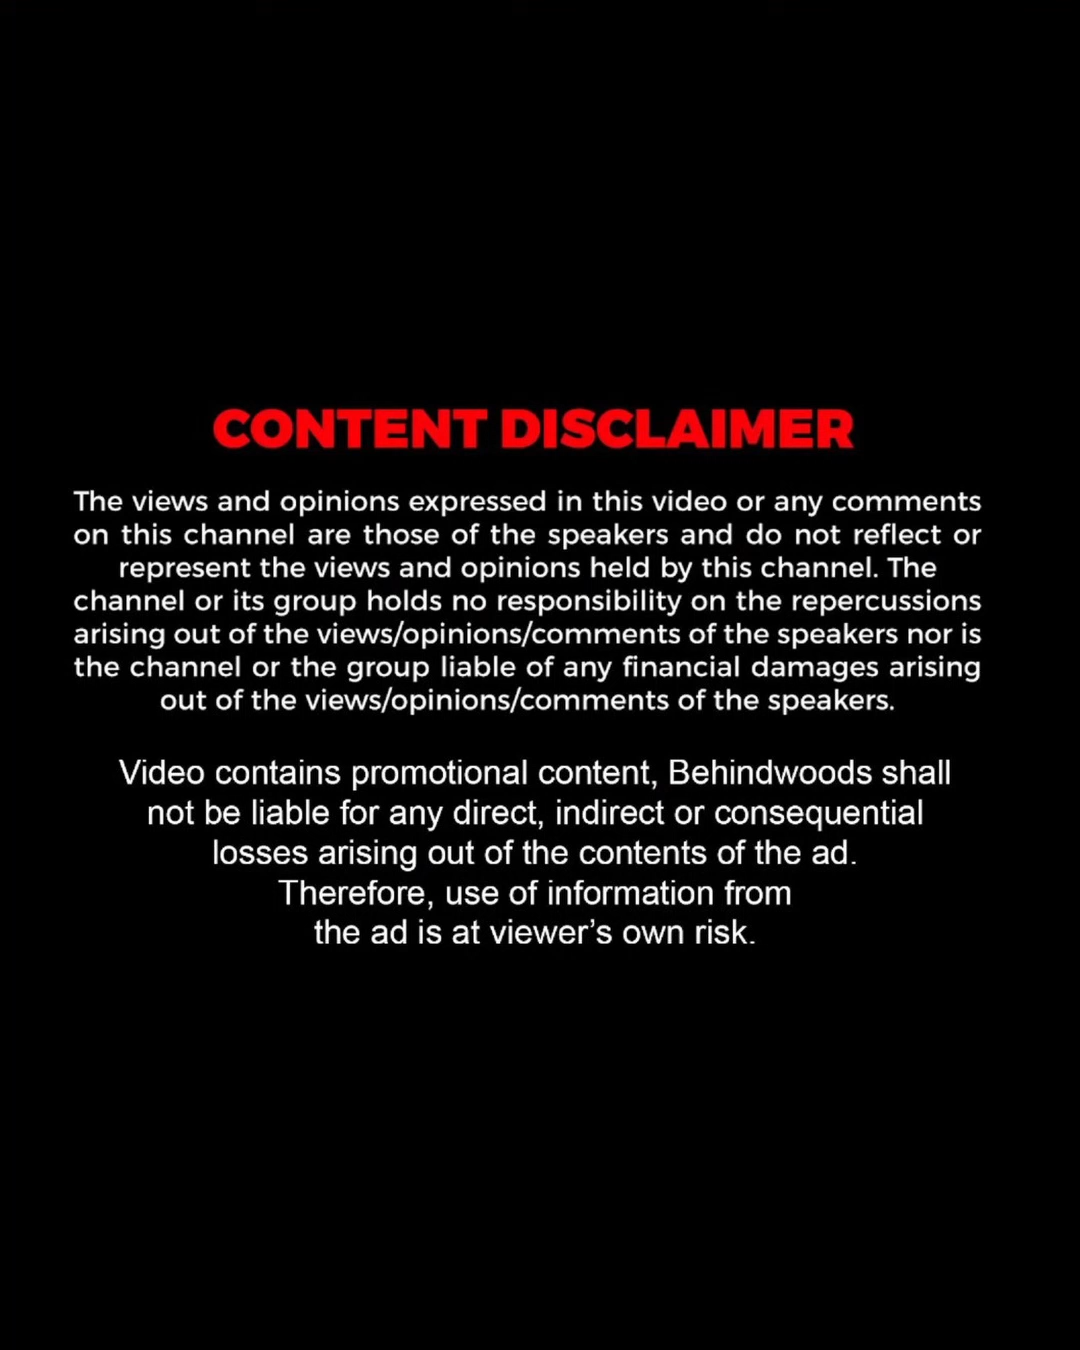 CONTENT DISCLAIMER
The views and opinions expressed in this video or any comments
on this channel are those of the speakers and do not reflect or
represent the views and opinions held by this channel. The
channel or its group holds no responsibility on the repercussions
arising out of the views/opinions/comments of the speakers nor is
the channel or the group liable of any financial damages arising
out of the views/opinions/comments of the speakers.
Video contains promotional content, Behindwoods shall
not be liable for any direct, indirect or consequential
losses arising out of the contents of the ad.
Therefore, use of information from
the ad is at viewer’s own risk.